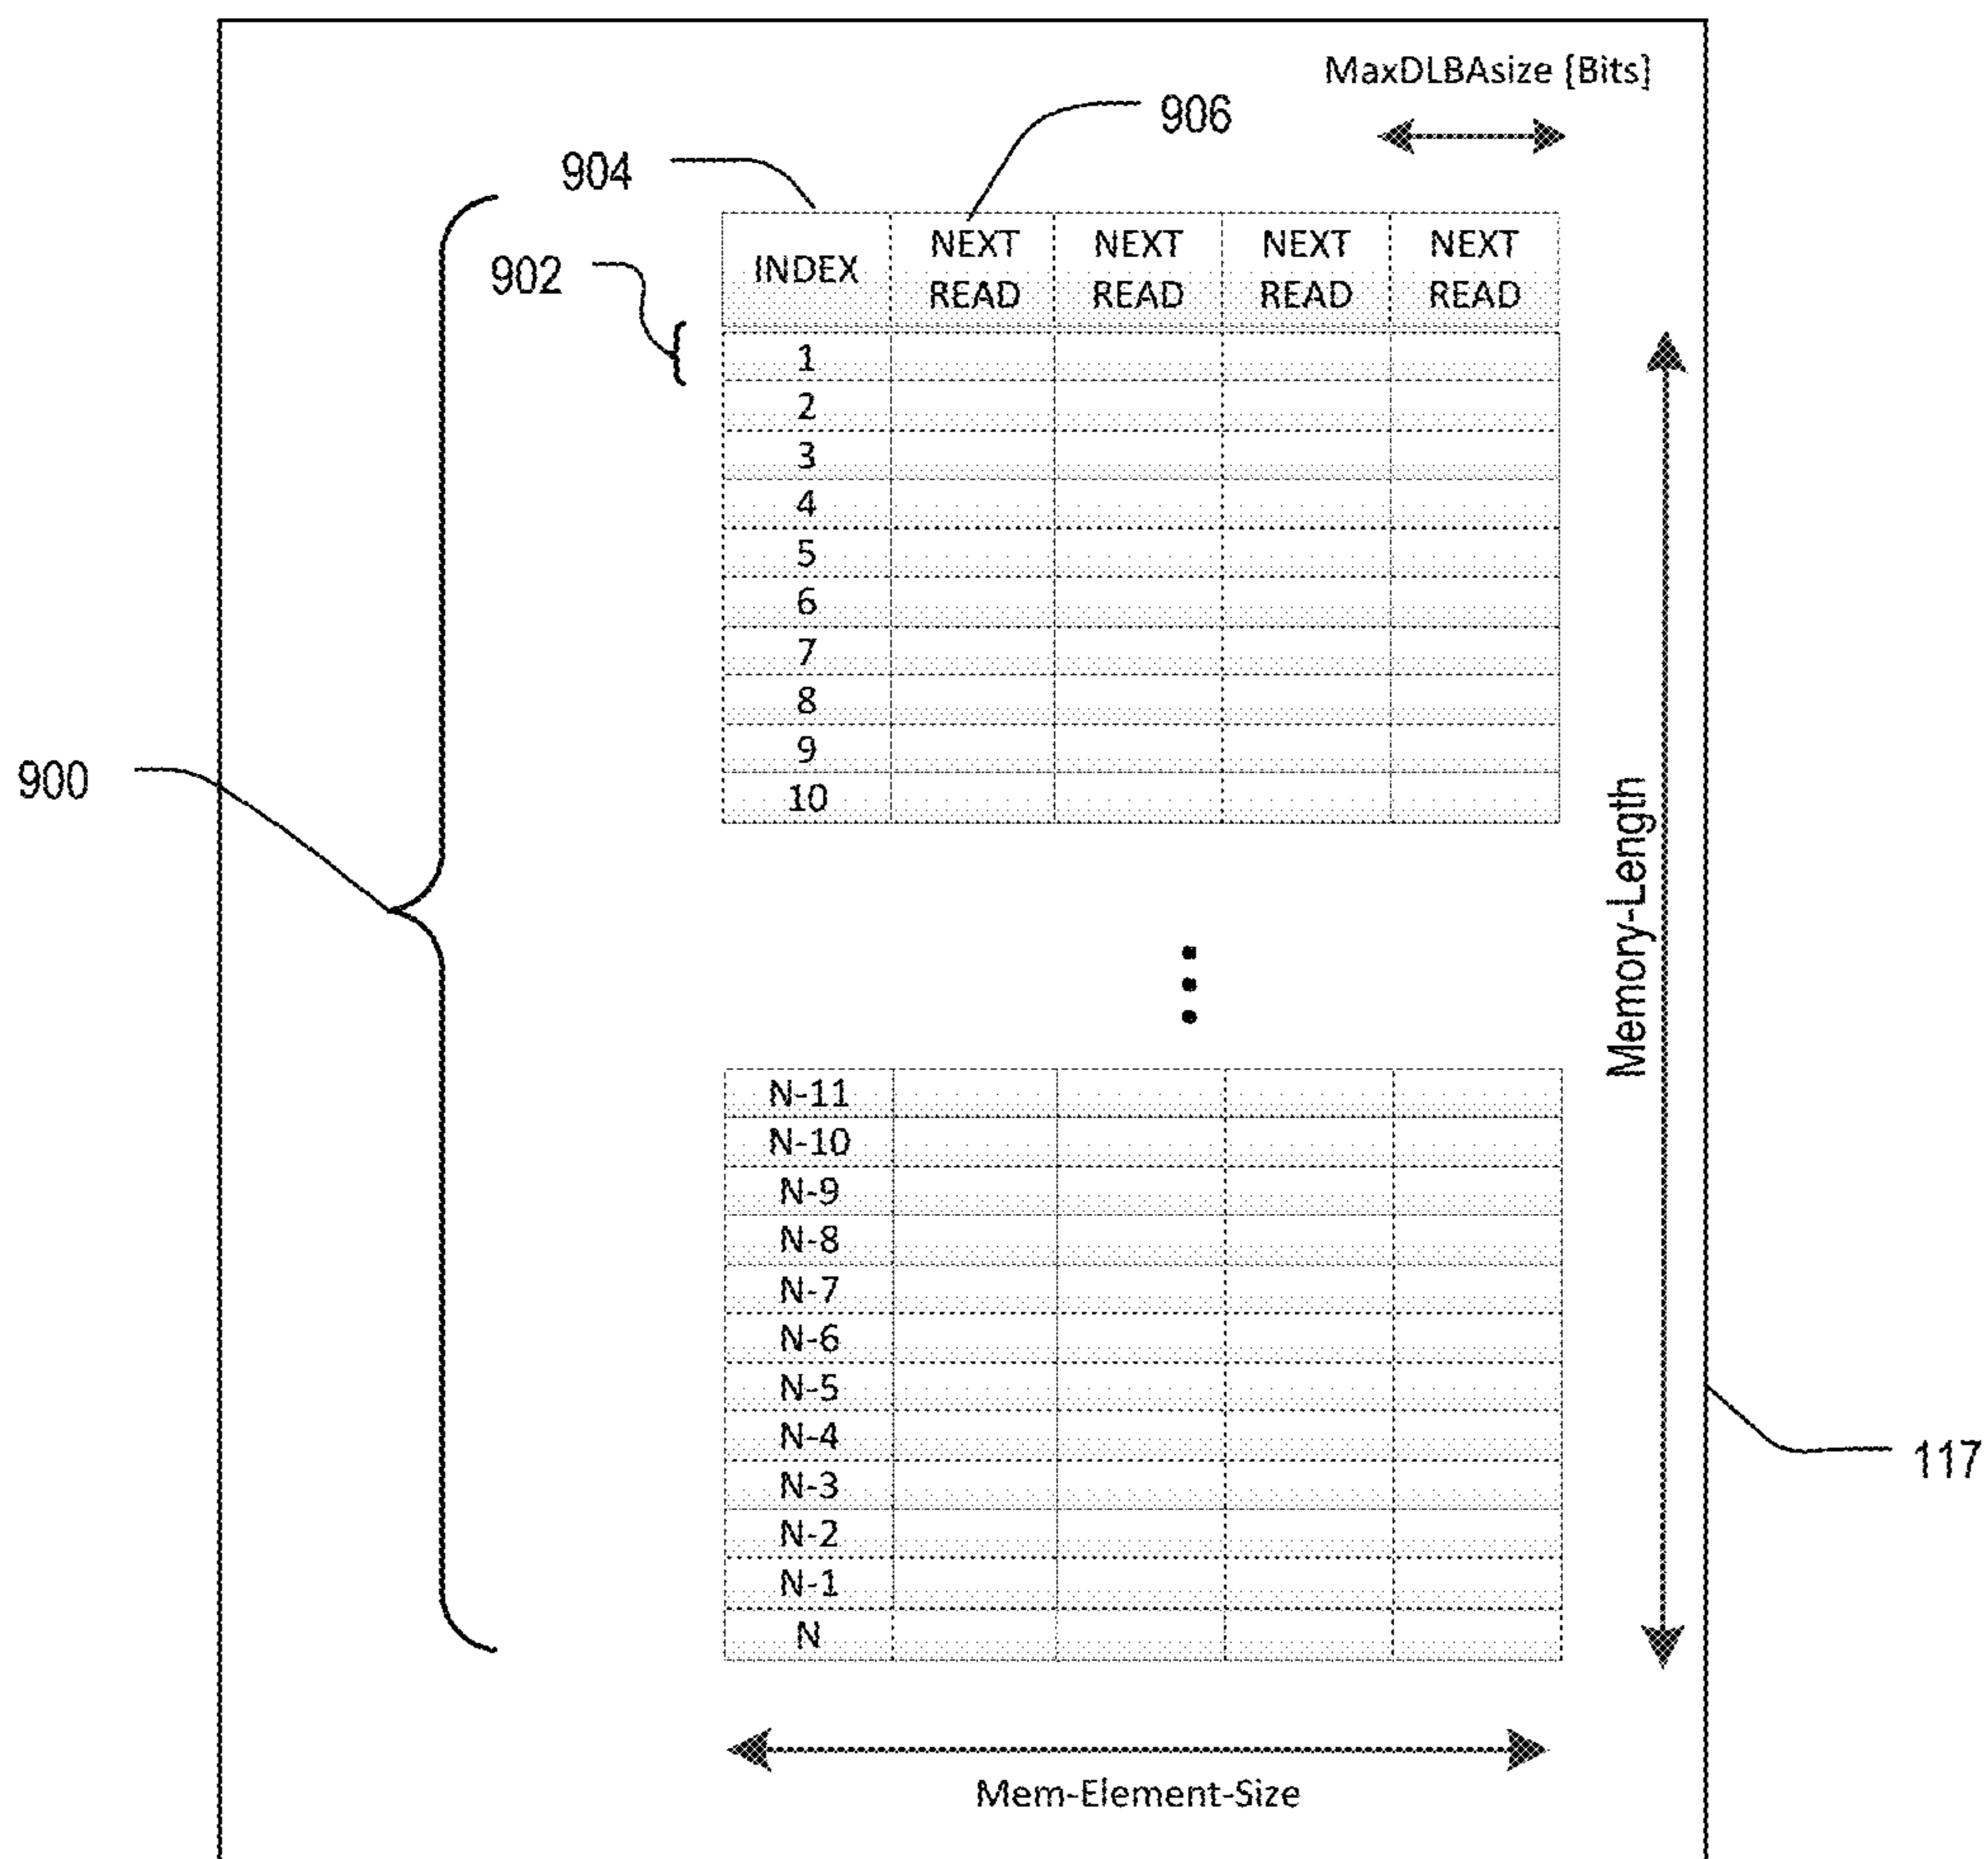 MaxDLBAsize [Bits]
906
904
902
INDEX NEXT READ NEXT READ NEXT READ NEXT READ
1
2
3
4
5
6
7
8
9
10
900
Memory-Length
N-11
N-10
N-9
N-8
N-7
N-6
N-5
N-4
N-3
N-2
N-1
N
117
Mem-Element-Size